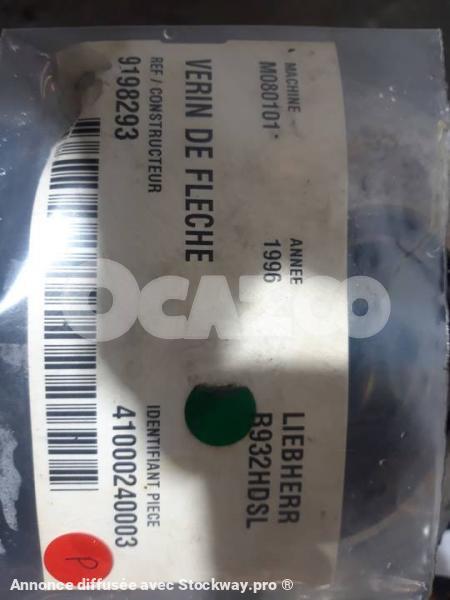 MACHINE
M080101
ANNEE
1996
LIEBHERR
R932HDSL
VERIN DE FLECHE
REF / CONSTRUCTEUR
9198293
IDENTIFIANT PIECE
41000240003
P
OCAZOO
Annonce diffusée avec Stockway.pro ®